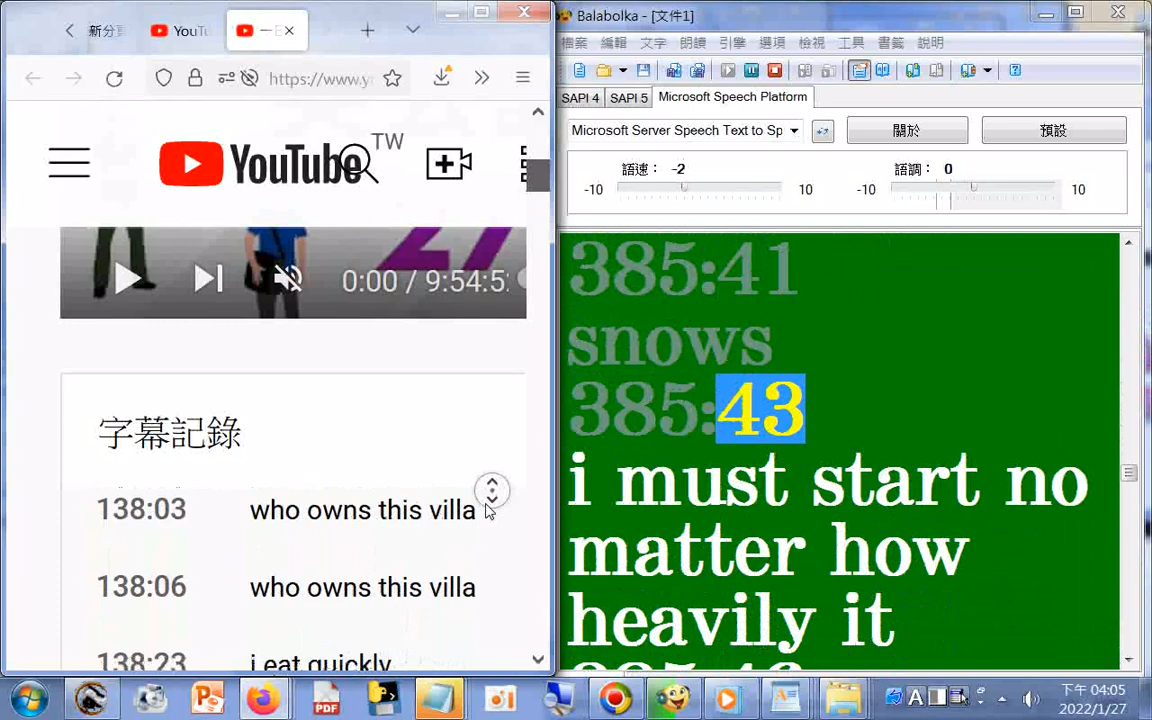 新分
YouTu
一
https://www.y
TW
YouTube
0:00 / 9:54:5
字幕記錄
138:03 who owns this villa
138:06 who owns this villa
138:23 i eat quickly
Balabolka - [文件1]
檔案 編輯 文字 朗讀 引擎 選項 檢視 工具 書籤 說明
SAPI 4 SAPI 5 Microsoft Speech Platform
Microsoft Server Speech Text to Sp 關於 預設
語速： -2 語調： 0
-10 10 -10 10
385:41
snows
385:43
i must start no
matter how
heavily it
PDF
A
下午 04:05
2022/1/27